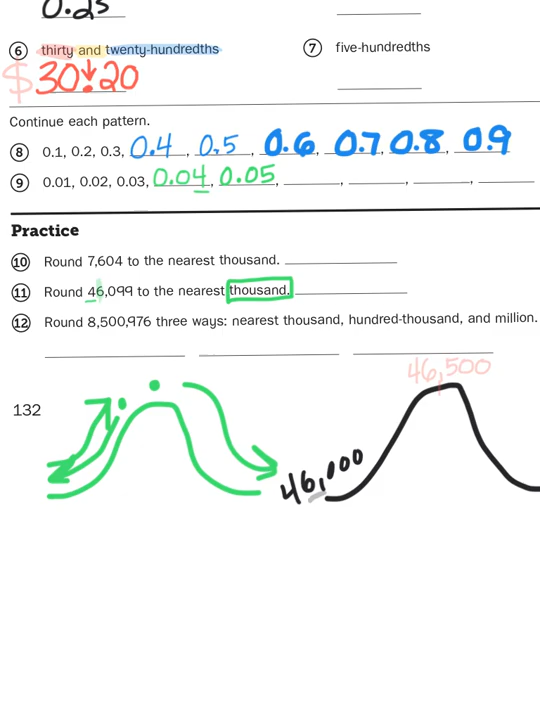 0.25
6 thirty and twenty-hundredths 7 five-hundredths
$30.20
Continue each pattern.
8 0.1, 0.2, 0.3, 0.4, 0.5, 0.6, 0.7, 0.8, 0.9
9 0.01, 0.02, 0.03, 0.04, 0.05, , , ,
Practice
10 Round 7,604 to the nearest thousand.
11 Round 46,099 to the nearest thousand.
12 Round 8,500,976 three ways: nearest thousand, hundred-thousand, and million.
46,500
132
46,000